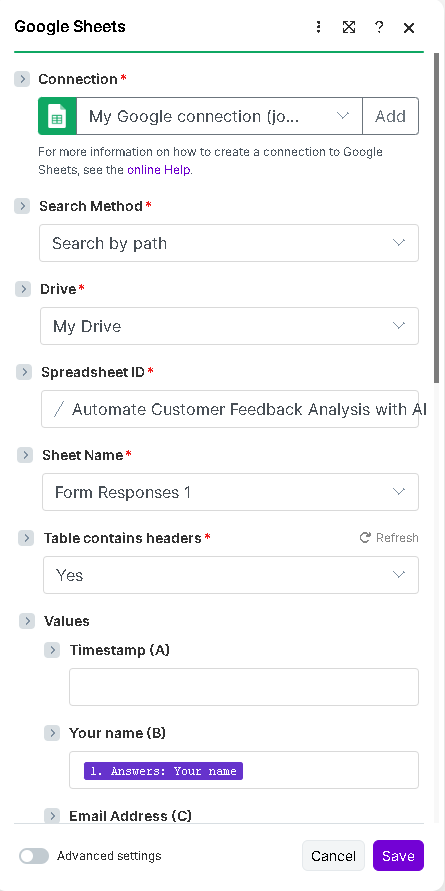 Google Sheets
?
Connection *
My Google connection (jo...
Add
For more information on how to create a connection to Google
Sheets, see the online Help.
Search Method *
Search by path
Drive *
My Drive
Spreadsheet ID *
/ Automate Customer Feedback Analysis with AI
Sheet Name *
Form Responses 1
Table contains headers *
Refresh
Yes
Values
Timestamp (A)
Your name (B)
1. Answers: Your name
Email Address (C)
Advanced settings
Cancel
Save